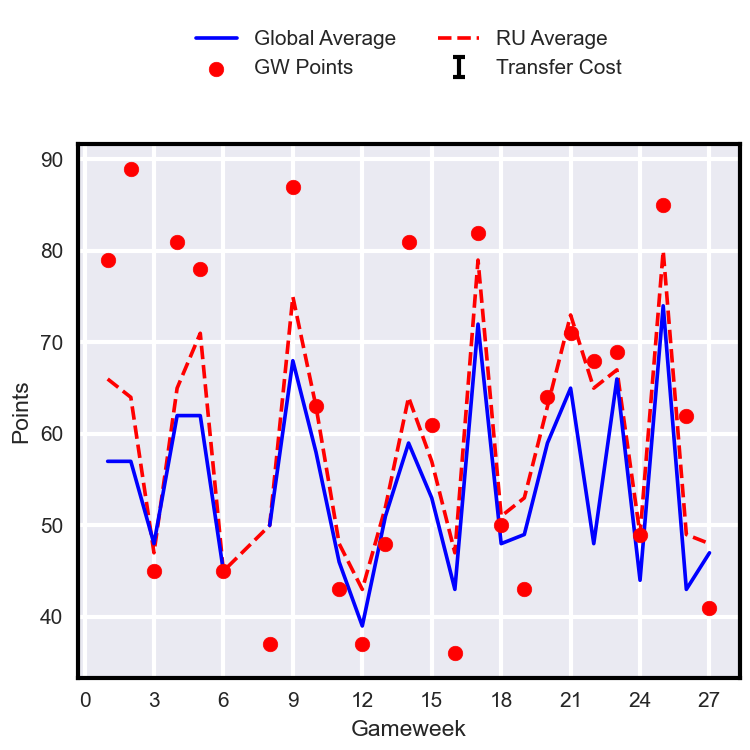 Global Average
RU Average
GW Points
Transfer Cost
90
80
70
60
50
40
Points
0 3 6 9 12 15 18 21 24 27
Gameweek